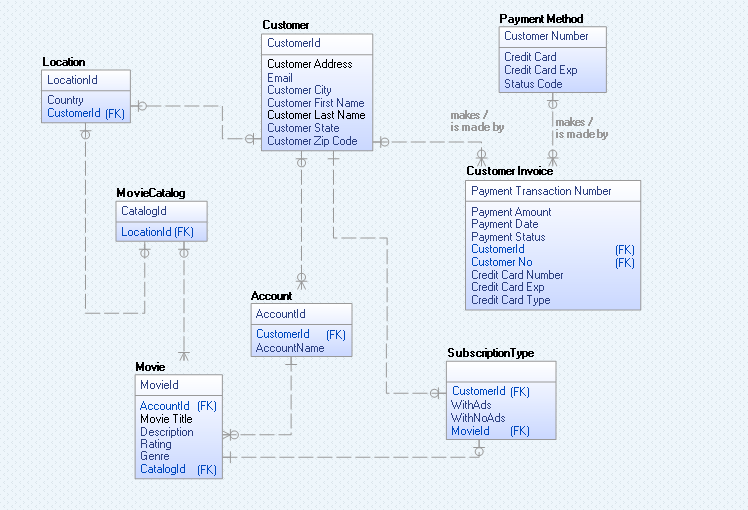 Customer
CustomerId
Customer Address
Email
Customer City
Customer First Name
Customer Last Name
Customer State
Customer Zip Code
Payment Method
Customer Number
Credit Card
Credit Card Exp
Status Code
Location
LocationId
Country
CustomerId (FK)
makes /
is made by
makes /
is made by
Customer Invoice
Payment Transaction Number
Payment Amount
Payment Date
Payment Status
CustomerId (FK)
Customer No (FK)
Credit Card Number
Credit Card Exp
Credit Card Type
MovieCatalog
CatalogId
LocationId (FK)
Account
AccountId
CustomerId (FK)
AccountName
SubscriptionType
CustomerId (FK)
WithAds
WithNoAds
MovieId (FK)
Movie
MovieId
AccountId (FK)
Movie Title
Description
Rating
Genre
CatalogId (FK)